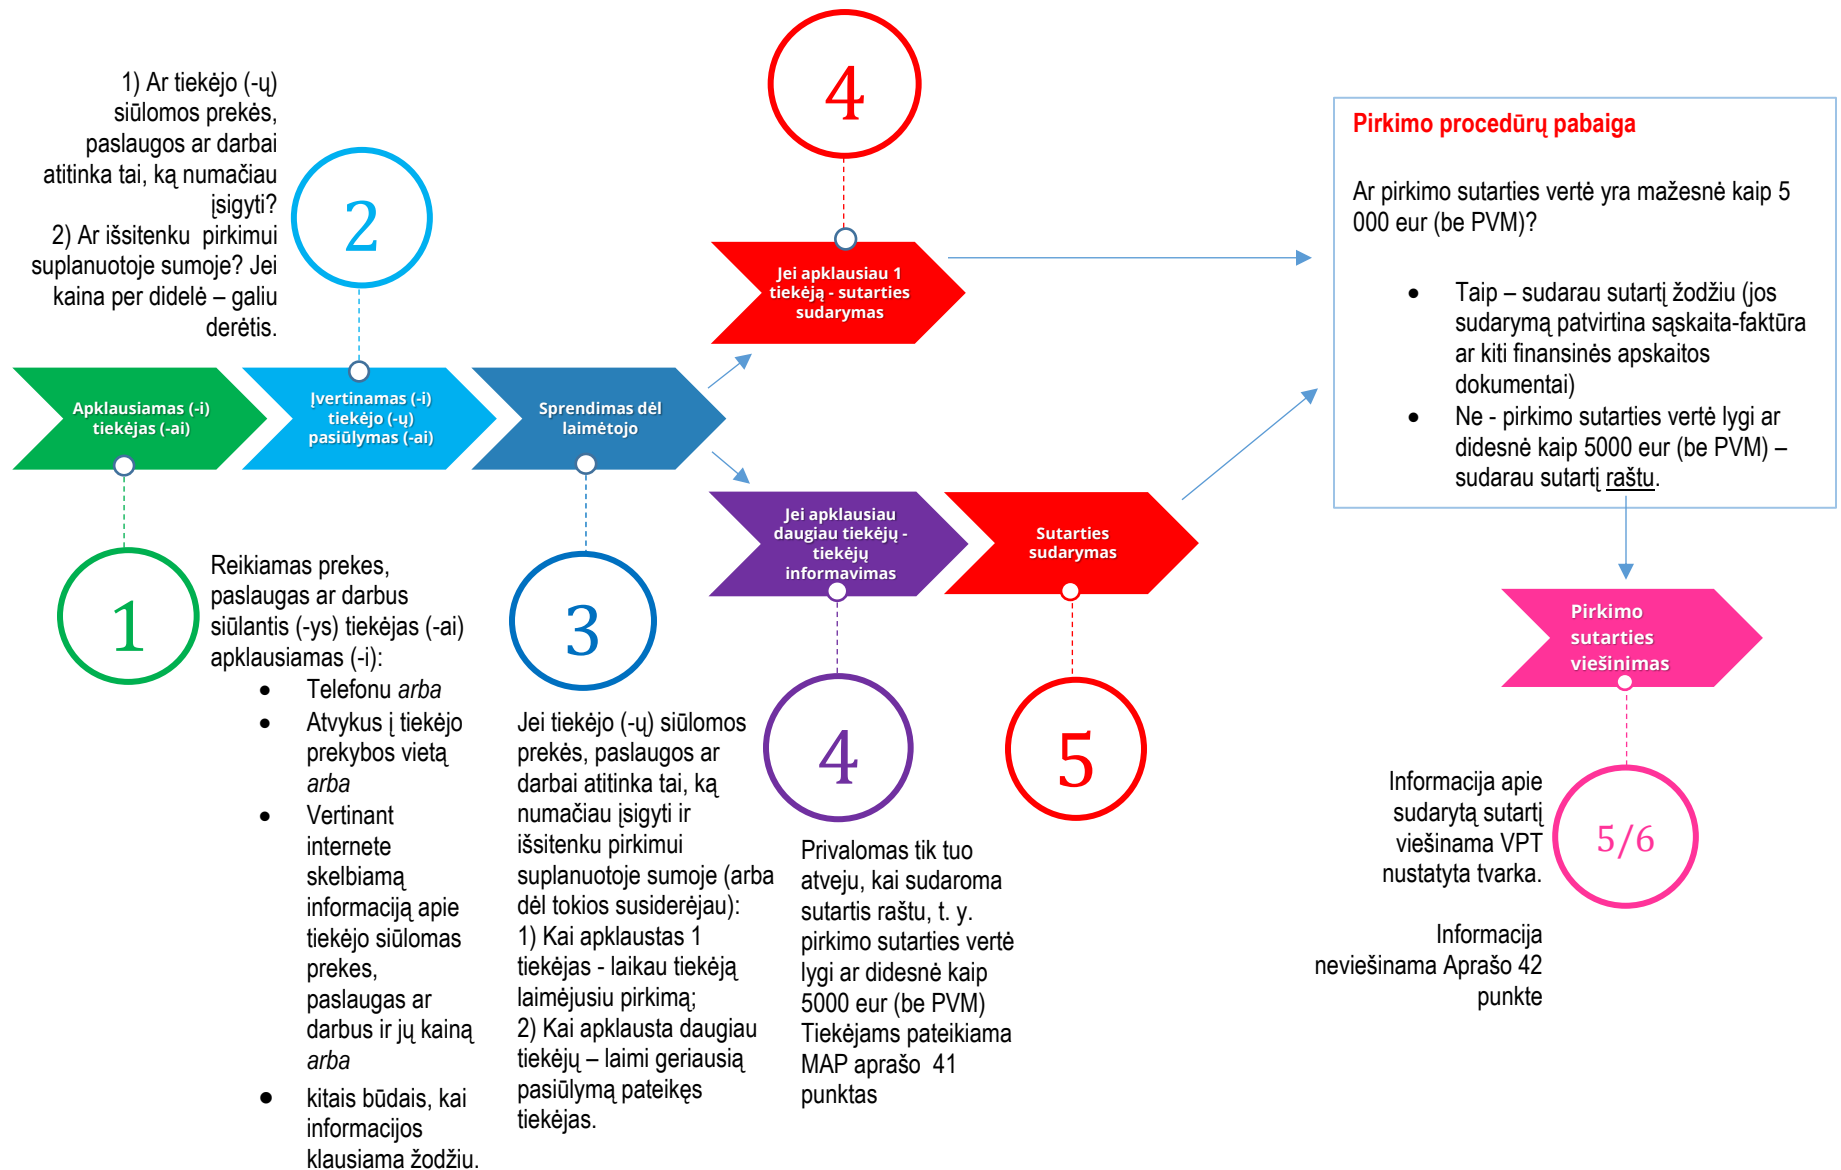 1) Ar tiekėjo (-ų)
siūlomos prekės,
paslaugos ar darbai
atitinka tai, ką numačiau
įsigyti?
2) Ar išsitenku pirkimui
suplanuotoje sumoje? Jei
kaina per didelė – galiu
derėtis.
2
4
Apklausiamas (-i)
tiekėjas (-ai)
Įvertinamas (-i)
tiekėjo (-ų)
pasiūlymas (-ai)
Sprendimas dėl
laimėtojo
Jei apklausiau 1
tiekėją - sutarties
sudarymas
Jei apklausiau
daugiau tiekėjų -
tiekėjų
informavimas
Sutarties
sudarymas
1
Reikiamas prekes,
paslaugas ar darbus
siūlantis (-ys) tiekėjas (-ai)
apklausiamas (-i):
• Telefonu arba
• Atvykus į tiekėjo
prekybos vietą
arba
• Vertinant
internete
skelbiamą
informaciją apie
tiekėjo siūlomas
prekes,
paslaugas ar
darbus ir jų kainą
arba
• kitais būdais, kai
informacijos
klausiama žodžiu.
3
Jei tiekėjo (-ų) siūlomos
prekės, paslaugos ar
darbai atitinka tai, ką
numačiau įsigyti ir
išsitenku pirkimui
suplanuotoje sumoje (arba
dėl tokios susiderėjau):
1) Kai apklaustas 1
tiekėjas - laikau tiekėją
laimėjusiu pirkimą;
2) Kai apklausta daugiau
tiekėjų – laimi geriausią
pasiūlymą pateikęs
tiekėjas.
4
Privalomas tik tuo
atveju, kai sudaroma
sutartis raštu, t. y.
pirkimo sutarties vertė
lygi ar didesnė kaip
5000 eur (be PVM)
Tiekėjams pateikiama
MAP aprašo 41
punktas
5
Pirkimo procedūrų pabaiga
Ar pirkimo sutarties vertė yra mažesnė kaip 5
000 eur (be PVM)?
• Taip – sudarau sutartį žodžiu (jos
sudarymą patvirtina sąskaita-faktūra
ar kiti finansinės apskaitos
dokumentai)
• Ne - pirkimo sutarties vertė lygi ar
didesnė kaip 5000 eur (be PVM) –
sudarau sutartį raštu.
Pirkimo
sutarties
viešinimas
5/6
Informacija apie
sudarytą sutartį
viešinama VPT
nustatyta tvarka.
Informacija
neviešinama Aprašo 42
punkte